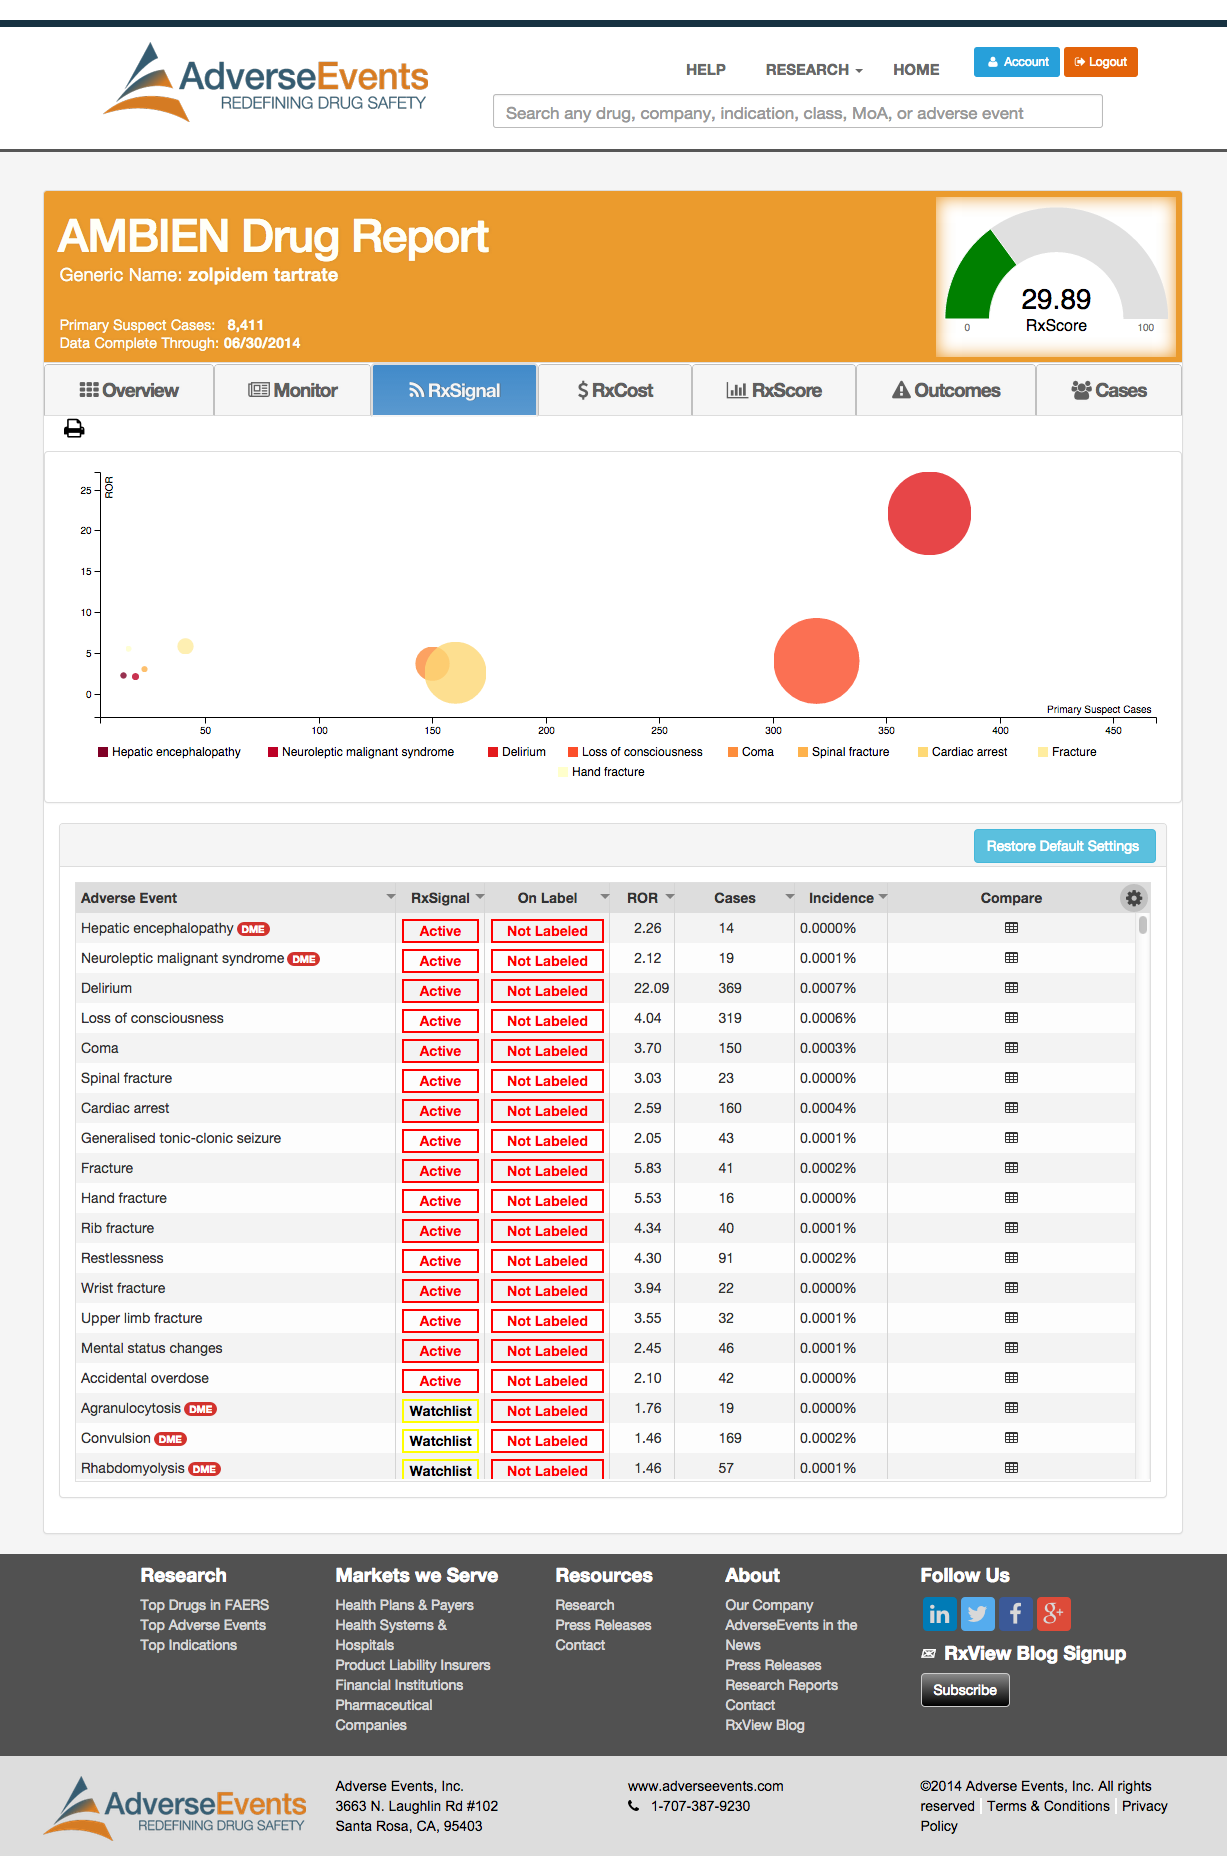 AdverseEvents
REDEFINING DRUG SAFETY
HELP RESEARCH HOME Account Logout
Search any drug, company, indication, class, MoA, or adverse event
AMBIEN Drug Report
Generic Name: zolpidem tartrate
Primary Suspect Cases: 8,411
Data Complete Through: 06/30/2014
29.89
RxScore
0 100
Overview Monitor RxSignal $ RxCost RxScore Outcomes Cases
ROR
25
20
15
10
5
0
Primary Suspect Cases
50 100 150 200 250 300 350 400 450
Hepatic encephalopathy Neuroleptic malignant syndrome Delirium Loss of consciousness Coma Spinal fracture Cardiac arrest Fracture
Hand fracture
Restore Default Settings
Adverse Event RxSignal On Label ROR Cases Incidence Compare
Hepatic encephalopathy DME Active Not Labeled 2.26 14 0.0000%
Neuroleptic malignant syndrome DME Active Not Labeled 2.12 19 0.0001%
Delirium Active Not Labeled 22.09 369 0.0007%
Loss of consciousness Active Not Labeled 4.04 319 0.0006%
Coma Active Not Labeled 3.70 150 0.0003%
Spinal fracture Active Not Labeled 3.03 23 0.0000%
Cardiac arrest Active Not Labeled 2.59 160 0.0004%
Generalised tonic-clonic seizure Active Not Labeled 2.05 43 0.0001%
Fracture Active Not Labeled 5.83 41 0.0002%
Hand fracture Active Not Labeled 5.53 16 0.0000%
Rib fracture Active Not Labeled 4.34 40 0.0001%
Restlessness Active Not Labeled 4.30 91 0.0002%
Wrist fracture Active Not Labeled 3.94 22 0.0000%
Upper limb fracture Active Not Labeled 3.55 32 0.0001%
Mental status changes Active Not Labeled 2.45 46 0.0001%
Accidental overdose Active Not Labeled 2.10 42 0.0000%
Agranulocytosis DME Watchlist Not Labeled 1.76 19 0.0000%
Convulsion DME Watchlist Not Labeled 1.46 169 0.0002%
Rhabdomyolysis DME Watchlist Not Labeled 1.46 57 0.0001%
Research
Top Drugs in FAERS
Top Adverse Events
Top Indications
Markets we Serve
Health Plans & Payers
Health Systems &
Hospitals
Product Liability Insurers
Financial Institutions
Pharmaceutical
Companies
Resources
Research
Press Releases
Contact
About
Our Company
AdverseEvents in the
News
Press Releases
Research Reports
Contact
RxView Blog
Follow Us
in f g+
RxView Blog Signup
Subscribe
AdverseEvents
REDEFINING DRUG SAFETY
Adverse Events, Inc.
3663 N. Laughlin Rd #102
Santa Rosa, CA, 95403
www.adverseevents.com
1-707-387-9230
©2014 Adverse Events, Inc. All rights
reserved | Terms & Conditions | Privacy
Policy